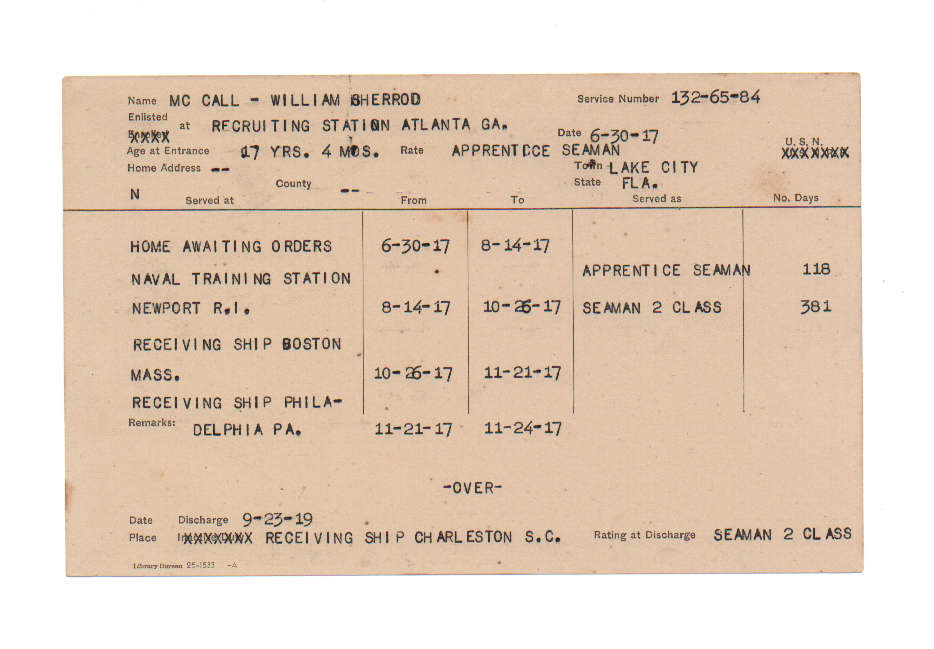 Name MC CALL - WILLIAM SHERROD Service Number 132-65-84
Enlisted
XXXX at RECRUITING STATION ATLANTA GA. Date 6-30-17 U. S. N.
Age at Entrance 17 YRS. 4 MOS. Rate APPRENTICE SEAMAN XXXXXXX
Home Address -- Town LAKE CITY
N County -- State FLA.
Served at From To Served as No. Days
HOME AWAITING ORDERS 6-30-17 8-14-17
NAVAL TRAINING STATION APPRENTICE SEAMAN 118
NEWPORT R.I. 8-14-17 10-26-17 SEAMAN 2 CLASS 381
RECEIVING SHIP BOSTON
MASS. 10-26-17 11-21-17
RECEIVING SHIP PHILA-
Remarks: DELPHIA PA. 11-21-17 11-24-17
-OVER-
Date Discharge 9-23-19
Place XXXXXXX RECEIVING SHIP CHARLESTON S.C. Rating at Discharge SEAMAN 2 CLASS
Library Bureau 25-1533 -A